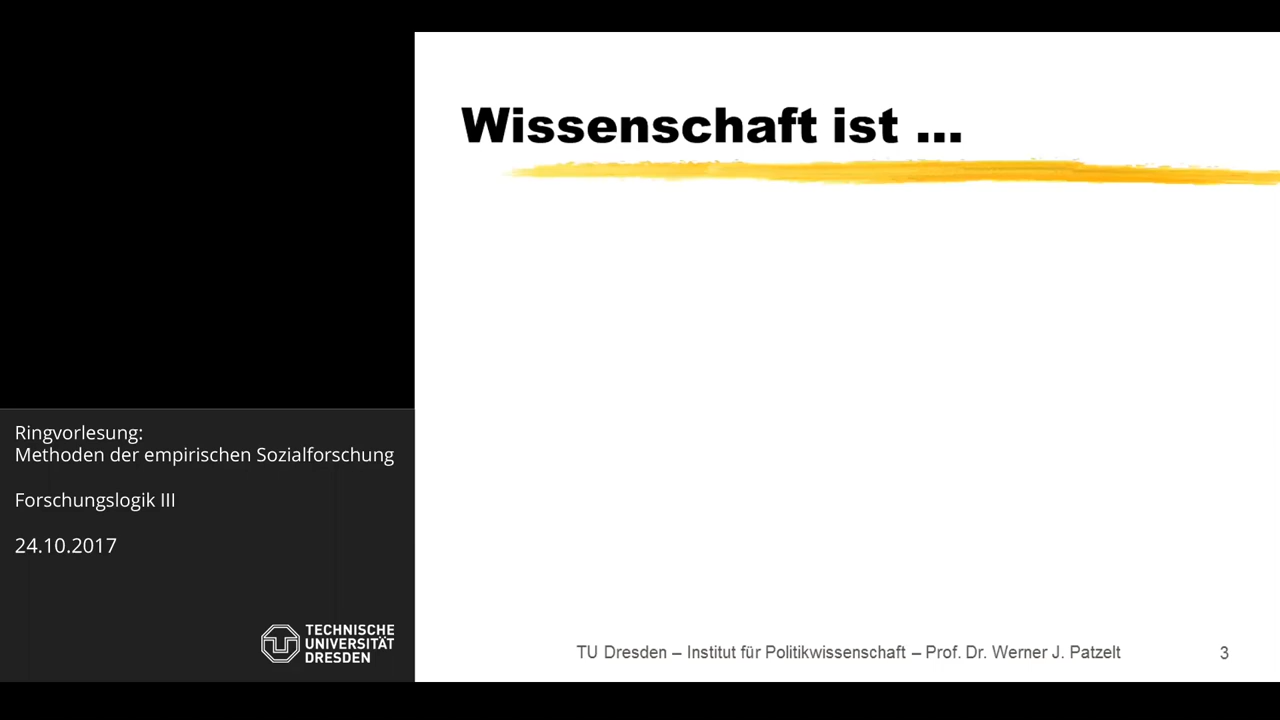 Wissenschaft ist ...
Ringvorlesung:
Methoden der empirischen Sozialforschung
Forschungslogik III
24.10.2017
TECHNISCHE
UNIVERSITÄT
DRESDEN
TU Dresden – Institut für Politikwissenschaft – Prof. Dr. Werner J. Patzelt
3